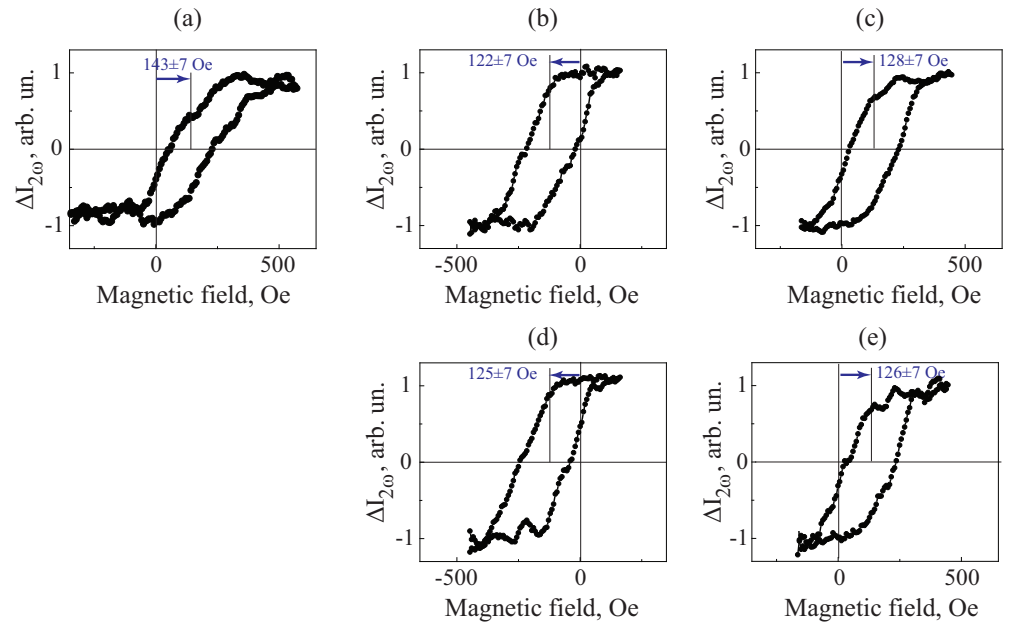 (a)
143±7 Oe
1
0
-1
ΔI2ω, arb. un.
0
500
Magnetic field, Oe
(b)
122±7 Oe
1
0
-1
ΔI2ω, arb. un.
-500
0
Magnetic field, Oe
(c)
128±7 Oe
1
0
-1
ΔI2ω, arb. un.
0
500
Magnetic field, Oe
(d)
125±7 Oe
1
0
-1
ΔI2ω, arb. un.
-500
0
Magnetic field, Oe
(e)
126±7 Oe
1
0
-1
ΔI2ω, arb. un.
0
500
Magnetic field, Oe